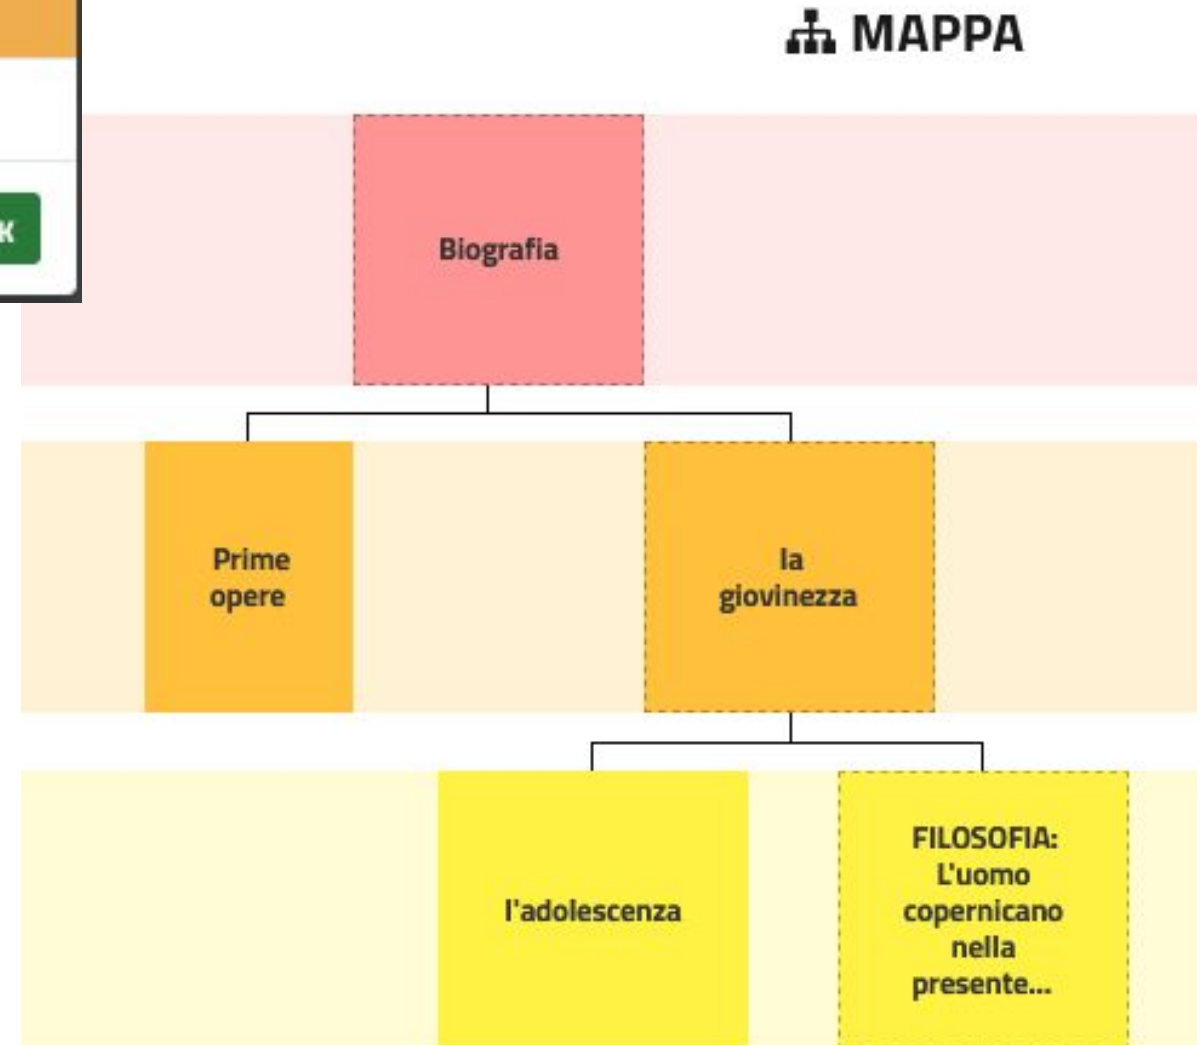 MAPPA
K
Biografia
Prime
opere
la
giovinezza
l'adolescenza
FILOSOFIA:
L'uomo
copernicano
nella
presente...